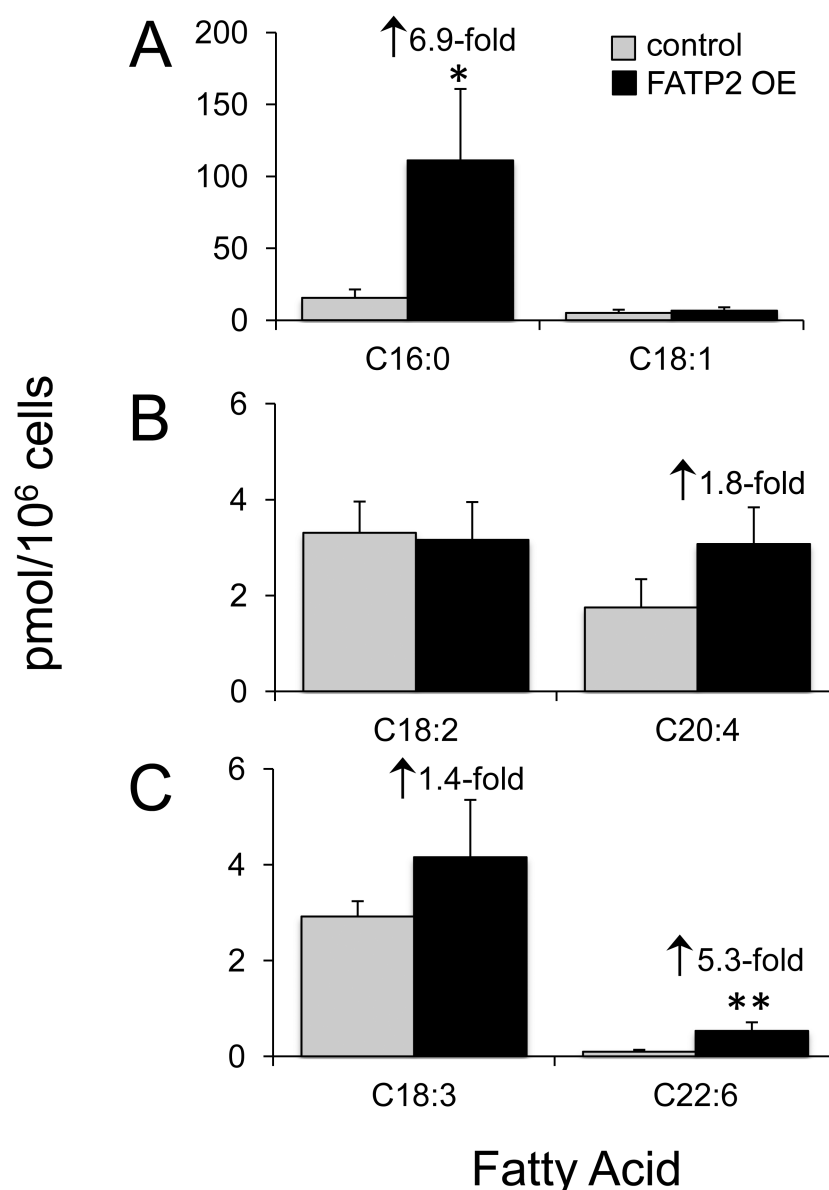 A
200
↑6.9-fold
*
control
FATP2 OE
150
100
50
0
C16:0
C18:1
pmol/10⁶ cells
B
6
↑1.8-fold
4
2
0
C18:2
C20:4
C
6
↑1.4-fold
4
↑5.3-fold
**
2
0
C18:3
C22:6
Fatty Acid